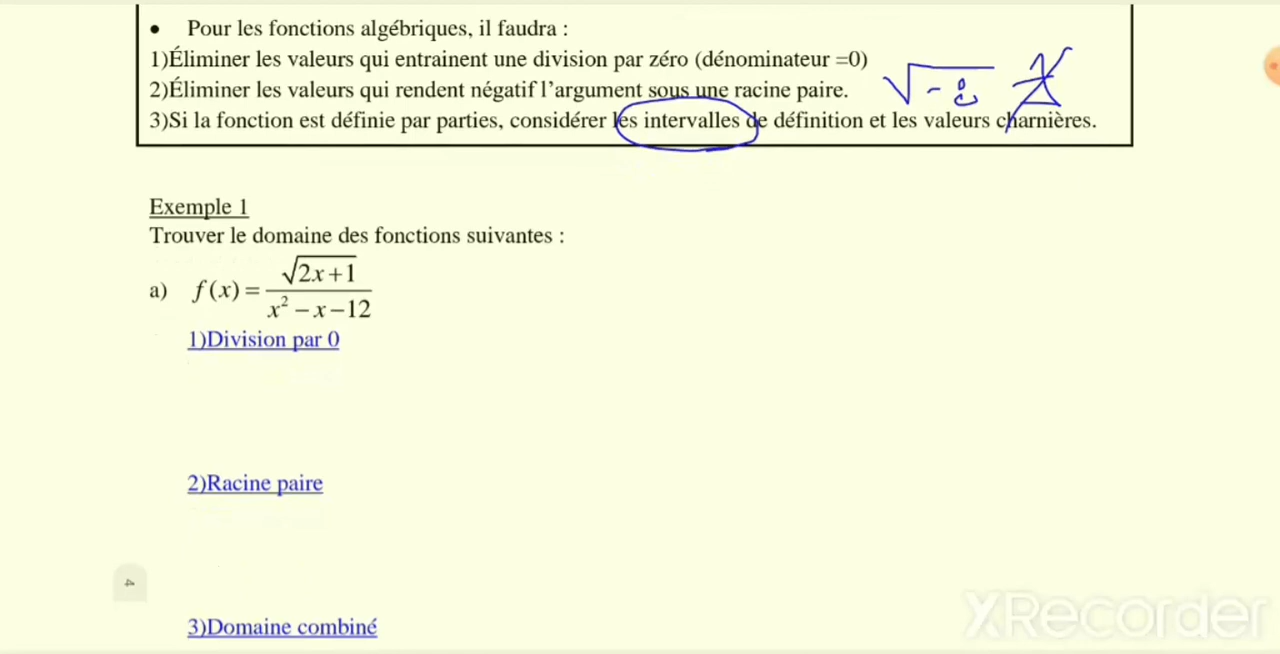 • Pour les fonctions algébriques, il faudra :
1)Éliminer les valeurs qui entrainent une division par zéro (dénominateur =0)
2)Éliminer les valeurs qui rendent négatif l’argument sous une racine paire.
3)Si la fonction est définie par parties, considérer les intervalles de définition et les valeurs charnières.
Exemple 1
Trouver le domaine des fonctions suivantes :
a) f(x) = √(2x+1) / (x² − x − 12)
1)Division par 0
2)Racine paire
4
3)Domaine combiné
XRecorder